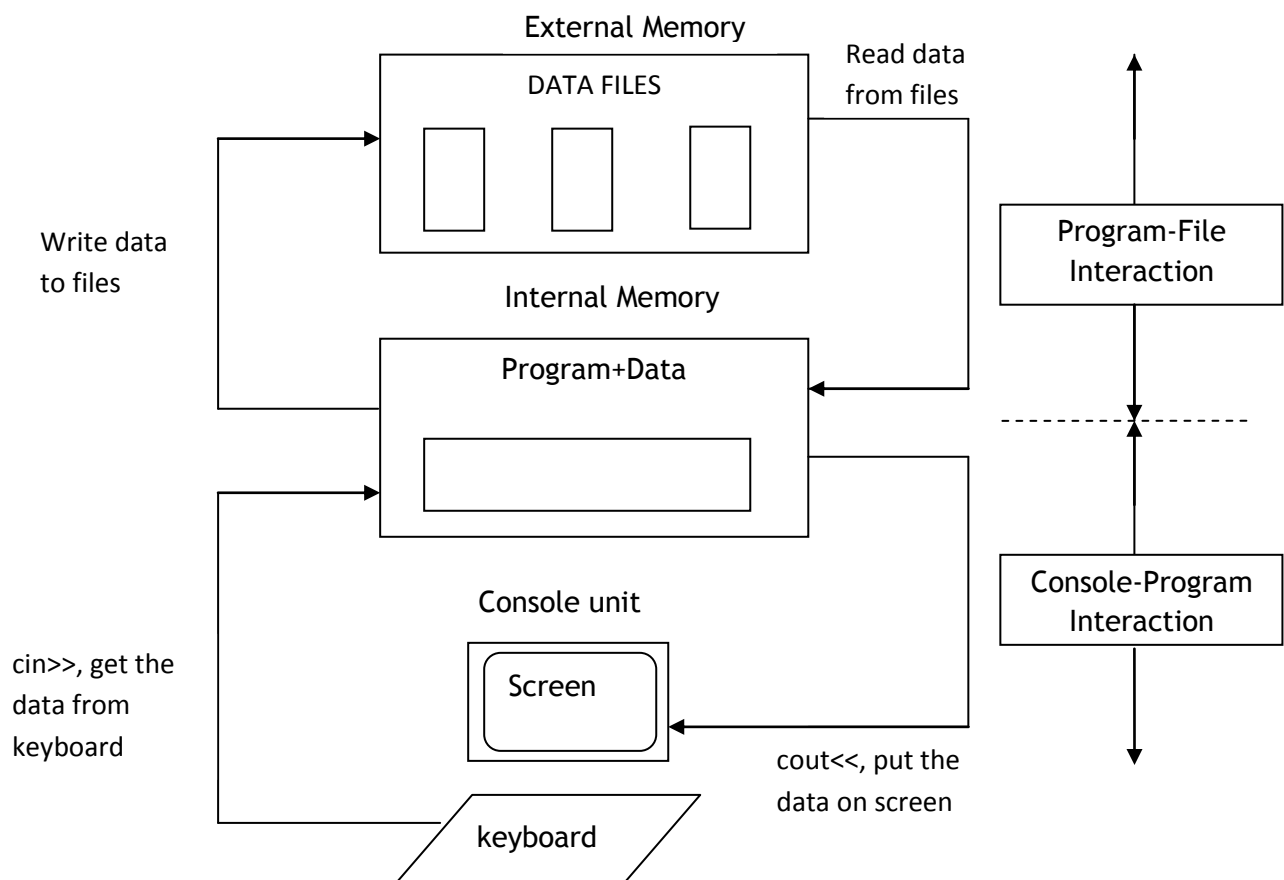 External Memory
DATA FILES
Read data
from files
Write data
to files
Program-File
Interaction
Internal Memory
Program+Data
Console-Program
Interaction
Console unit
Screen
cin>>, get the
data from
keyboard
cout<<, put the
data on screen
keyboard